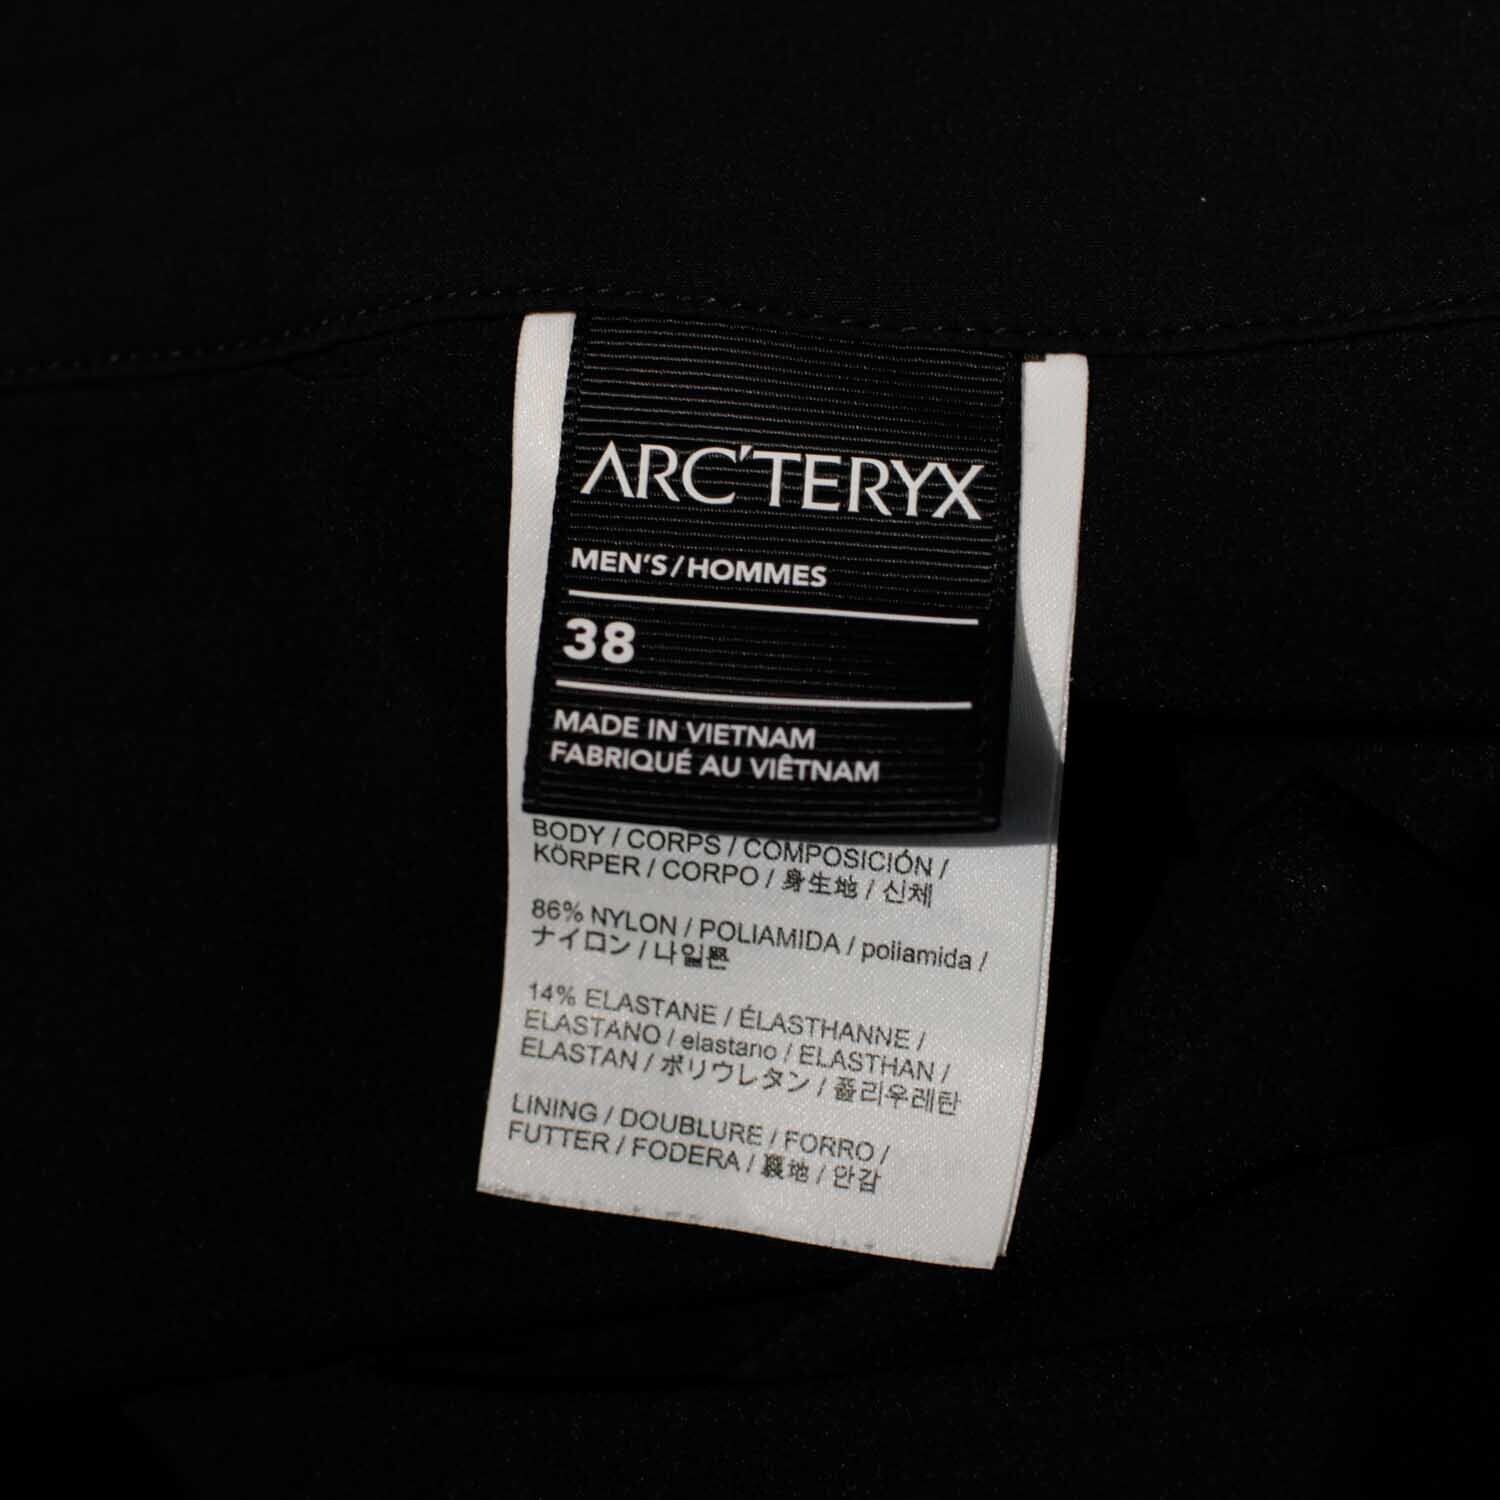 ARC'TERYX
MEN'S/HOMMES
38
MADE IN VIETNAM
FABRIQUÉ AU VIÊTNAM
BODY / CORPS / COMPOSICIÓN /
KÖRPER / CORPO / 身生地 / 신체
86% NYLON / POLIAMIDA / poliamida /
ナイロン / 나일론
14% ELASTANE / ÉLASTHANNE /
ELASTANO / elastano / ELASTHAN /
ELASTAN / ポリウレタン / 폴리우레탄
LINING / DOUBLURE / FORRO /
FUTTER / FODERA / 裏地 / 안감